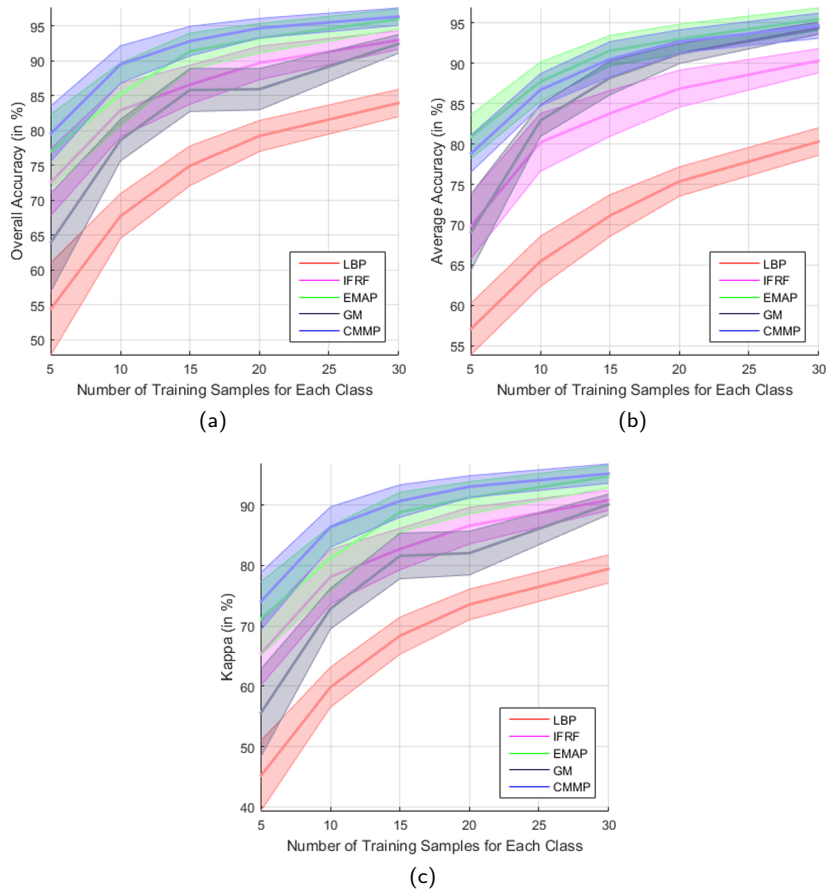 95
90
85
80
75
70
65
60
55
50
Overall Accuracy (in %)
LBP
IFRF
EMAP
GM
CMMP
5 10 15 20 25 30
Number of Training Samples for Each Class
(a)
95
90
85
80
75
70
65
60
55
Average Accuracy (in %)
LBP
IFRF
EMAP
GM
CMMP
5 10 15 20 25 30
Number of Training Samples for Each Class
(b)
90
80
70
60
50
40
Kappa (in %)
LBP
IFRF
EMAP
GM
CMMP
5 10 15 20 25 30
Number of Training Samples for Each Class
(c)